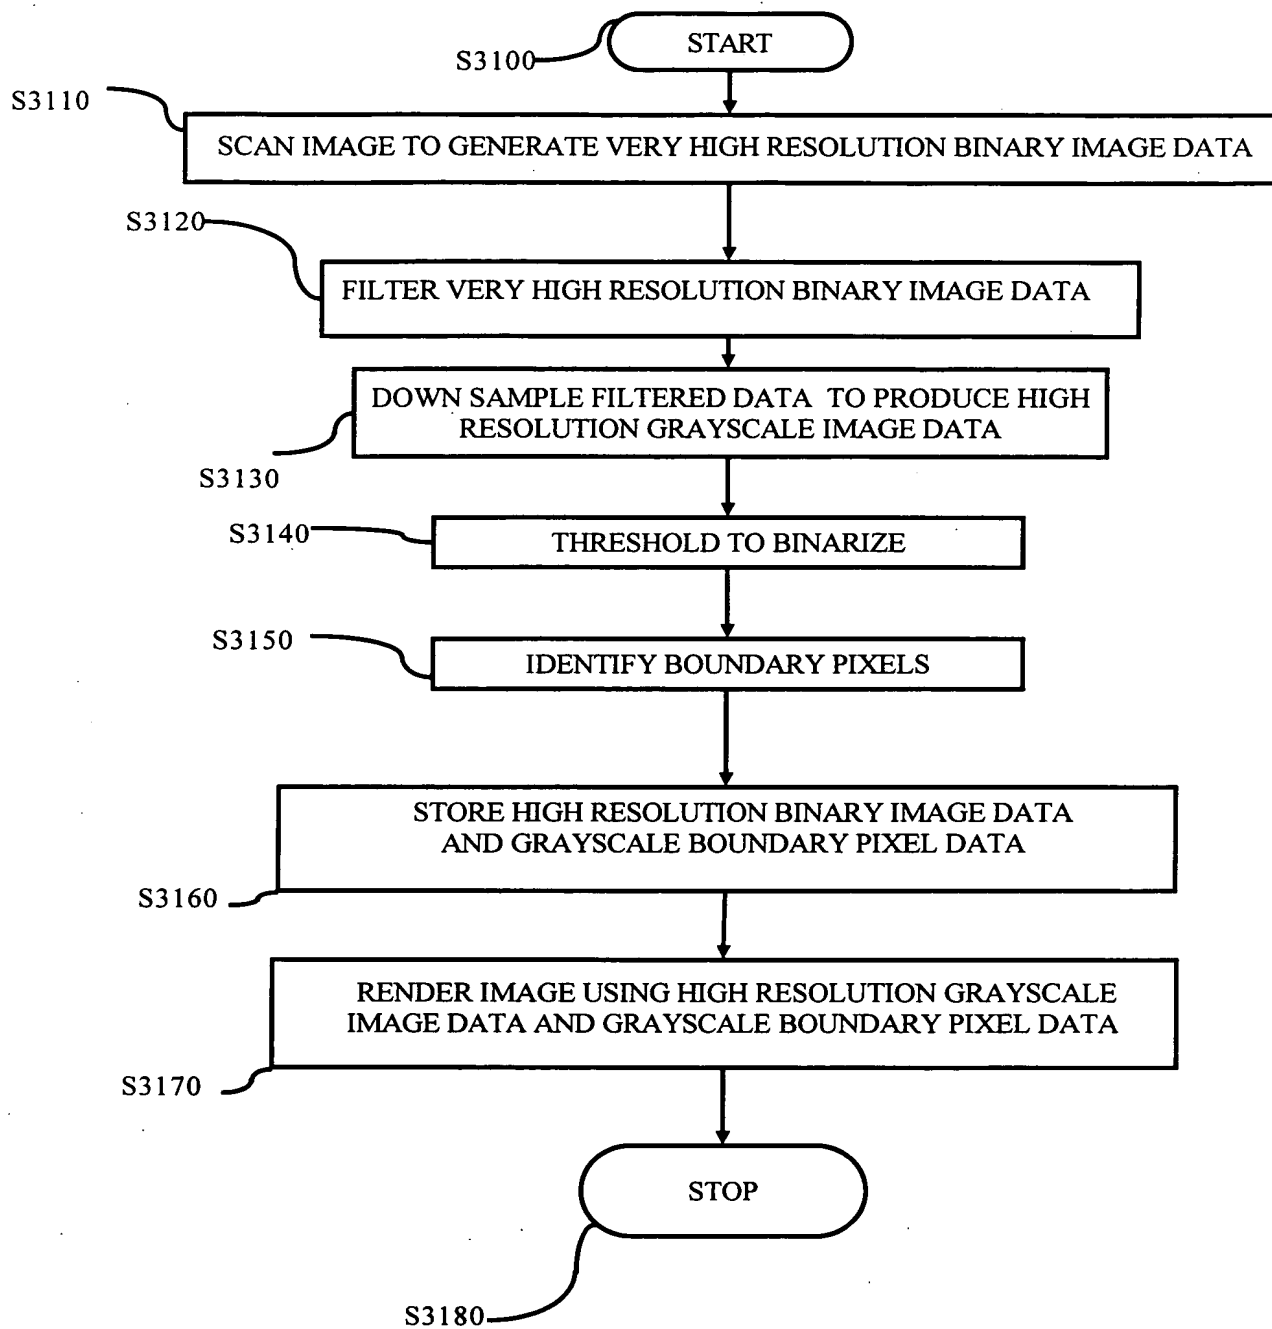 START
S3100
S3110
SCAN IMAGE TO GENERATE VERY HIGH RESOLUTION BINARY IMAGE DATA
S3120
FILTER VERY HIGH RESOLUTION BINARY IMAGE DATA
DOWN SAMPLE FILTERED DATA TO PRODUCE HIGH
RESOLUTION GRAYSCALE IMAGE DATA
S3130
S3140
THRESHOLD TO BINARIZE
S3150
IDENTIFY BOUNDARY PIXELS
STORE HIGH RESOLUTION BINARY IMAGE DATA
AND GRAYSCALE BOUNDARY PIXEL DATA
S3160
RENDER IMAGE USING HIGH RESOLUTION GRAYSCALE
IMAGE DATA AND GRAYSCALE BOUNDARY PIXEL DATA
S3170
STOP
S3180